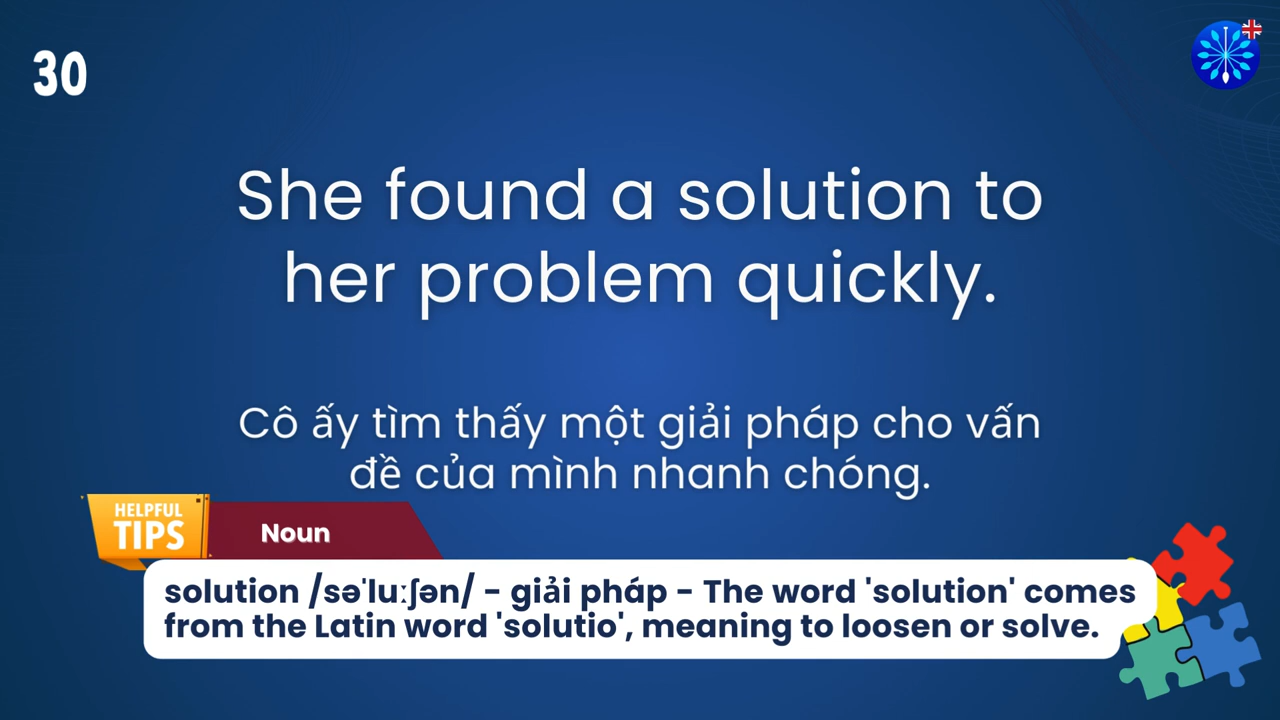 30
She found a solution to
her problem quickly.
Cô ấy tìm thấy một giải pháp cho vấn
đề của mình nhanh chóng.
HELPFUL
TIPS
Noun
solution /səˈluːʃən/ - giải pháp - The word 'solution' comes
from the Latin word 'solutio', meaning to loosen or solve.